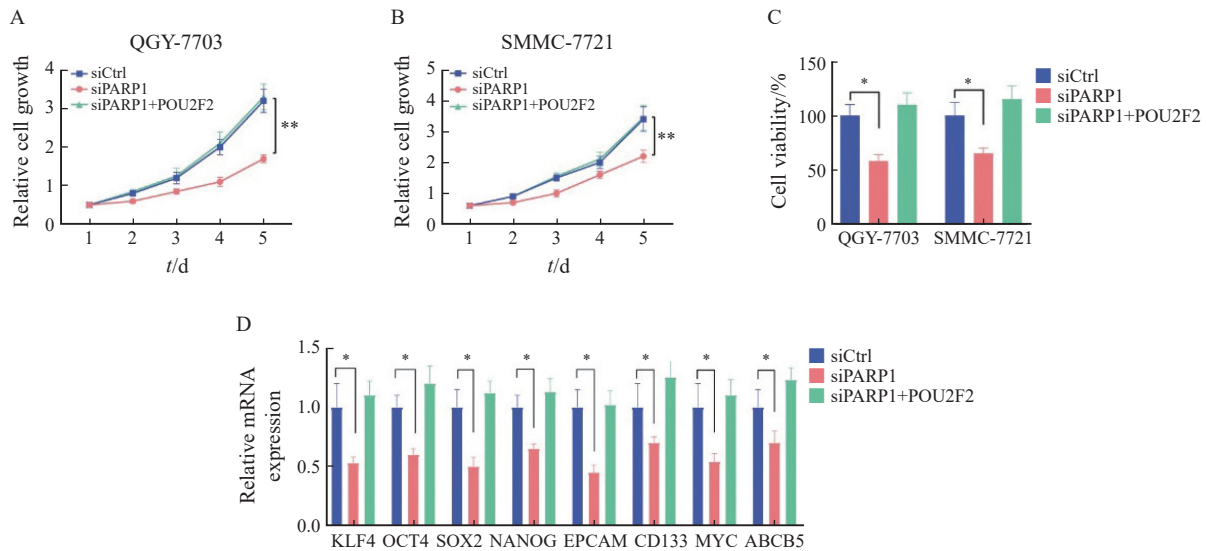 A
QGY-7703
Relative cell growth
4
3
2
1
0
siCtrl
siPARP1
siPARP1+POU2F2
**
1 2 3 4 5
t/d
B
SMMC-7721
Relative cell growth
5
4
3
2
1
0
siCtrl
siPARP1
siPARP1+POU2F2
**
1 2 3 4 5
t/d
C
Cell viability/%
150
100
50
0
* *
QGY-7703 SMMC-7721
siCtrl
siPARP1
siPARP1+POU2F2
D
Relative mRNA
expression
1.5
1.0
0.5
0.0
* * * * * * * *
KLF4 OCT4 SOX2 NANOG EPCAM CD133 MYC ABCB5
siCtrl
siPARP1
siPARP1+POU2F2